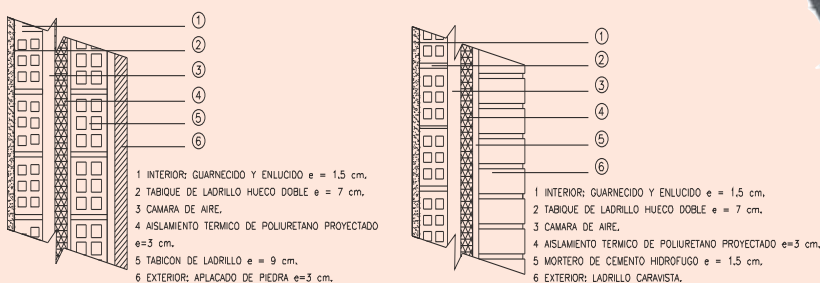 1
2
3
4
5
6
1 INTERIOR: GUARNECIDO Y ENLUCIDO e = 1.5 cm.
2 TABIQUE DE LADRILLO HUECO DOBLE e = 7 cm.
3 CAMARA DE AIRE.
4 AISLAMIENTO TERMICO DE POLIURETANO PROYECTADO
e=3 cm.
5 TABICON DE LADRILLO e = 9 cm.
6 EXTERIOR: APLACADO DE PIEDRA e=3 cm.
1
2
3
4
5
6
1 INTERIOR: GUARNECIDO Y ENLUCIDO e = 1.5 cm.
2 TABIQUE DE LADRILLO HUECO DOBLE e = 7 cm.
3 CAMARA DE AIRE.
4 AISLAMIENTO TERMICO DE POLIURETANO PROYECTADO e=3 cm.
5 MORTERO DE CEMENTO HIDROFUGO e = 1.5 cm.
6 EXTERIOR: LADRILLO CARAVISTA.